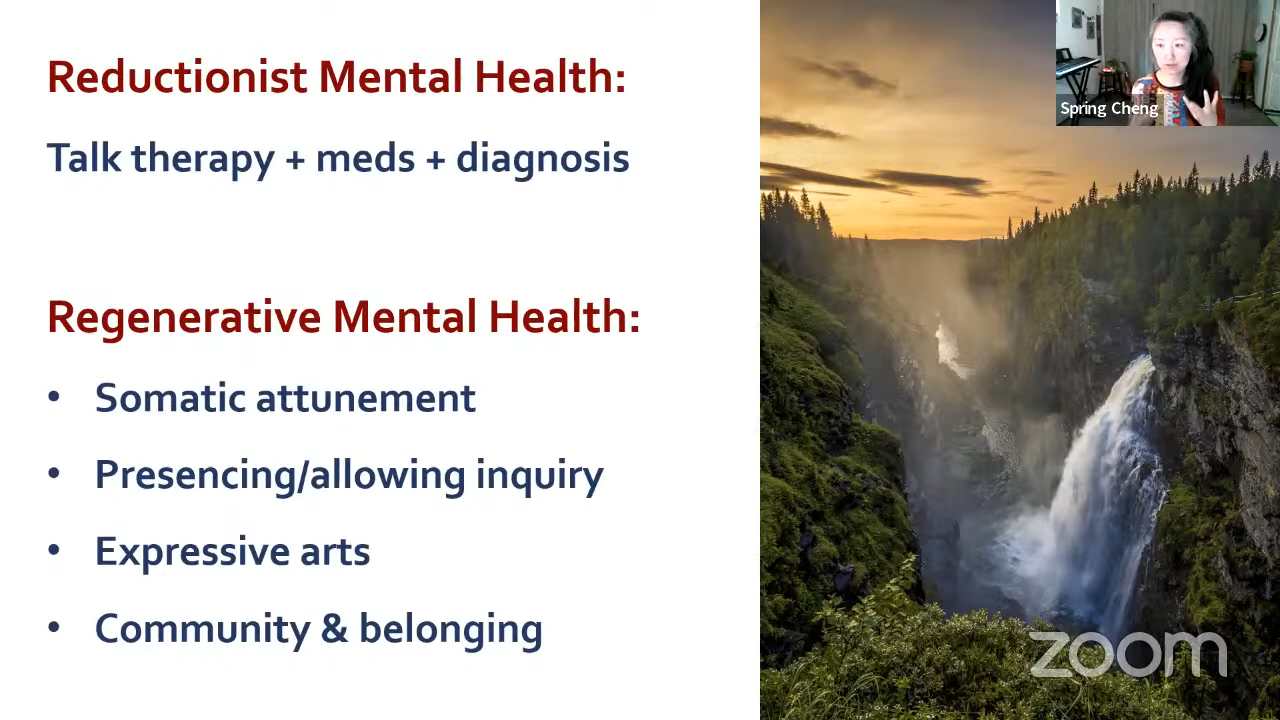 Reductionist Mental Health:
Talk therapy + meds + diagnosis
Regenerative Mental Health:
• Somatic attunement
• Presencing/allowing inquiry
• Expressive arts
• Community & belonging
Spring Cheng
zoom